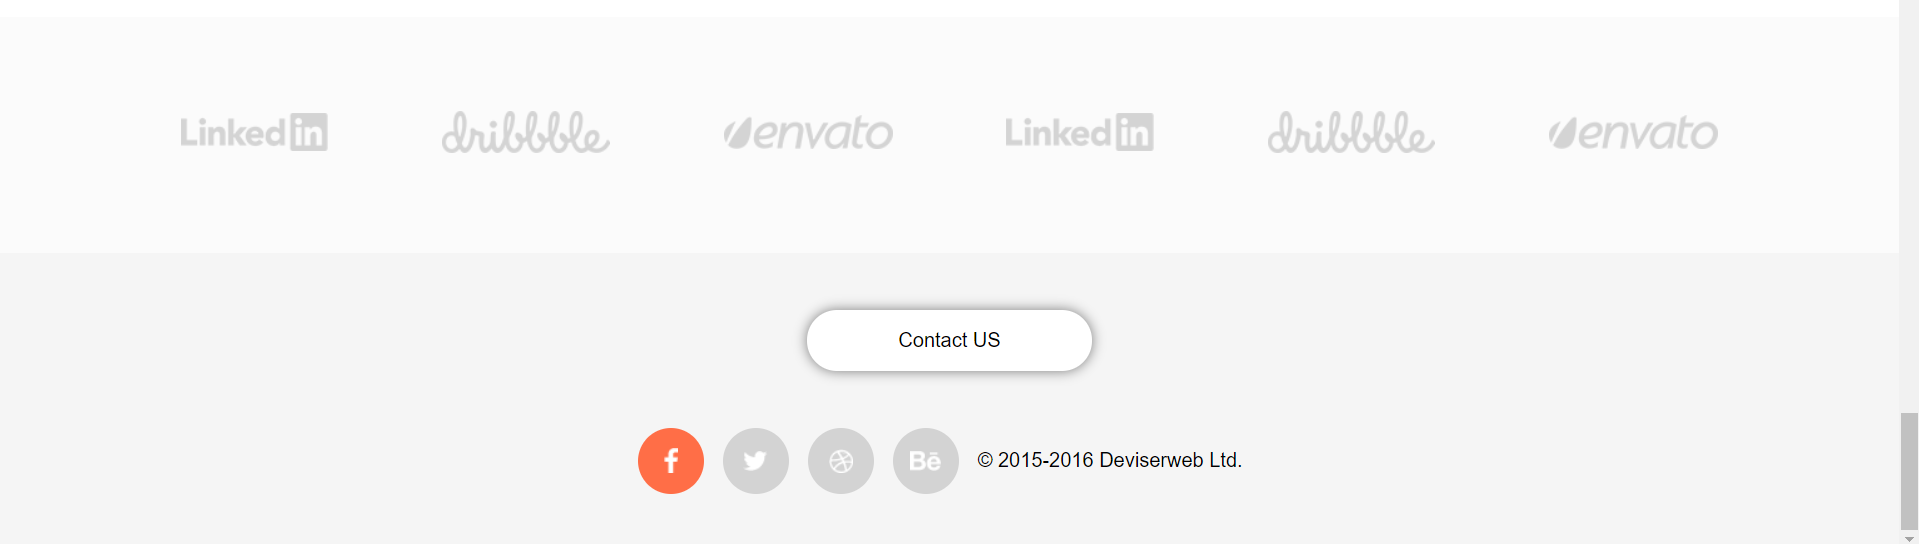 Linked in dribbble envato Linked in dribbble envato
Contact US
f Bē © 2015-2016 Deviserweb Ltd.